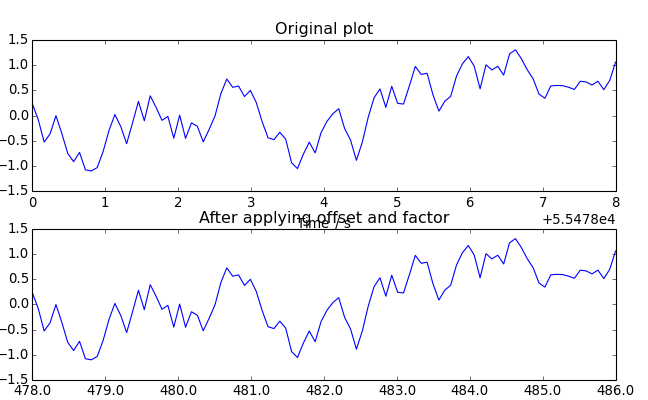 Original plot
1.5
1.0
0.5
0.0
−0.5
−1.0
−1.5
0 1 2 3 4 5 6 7 8
Time / s
After applying offset and factor
+5.5478e4
1.5
1.0
0.5
0.0
−0.5
−1.0
−1.5
478.0 479.0 480.0 481.0 482.0 483.0 484.0 485.0 486.0